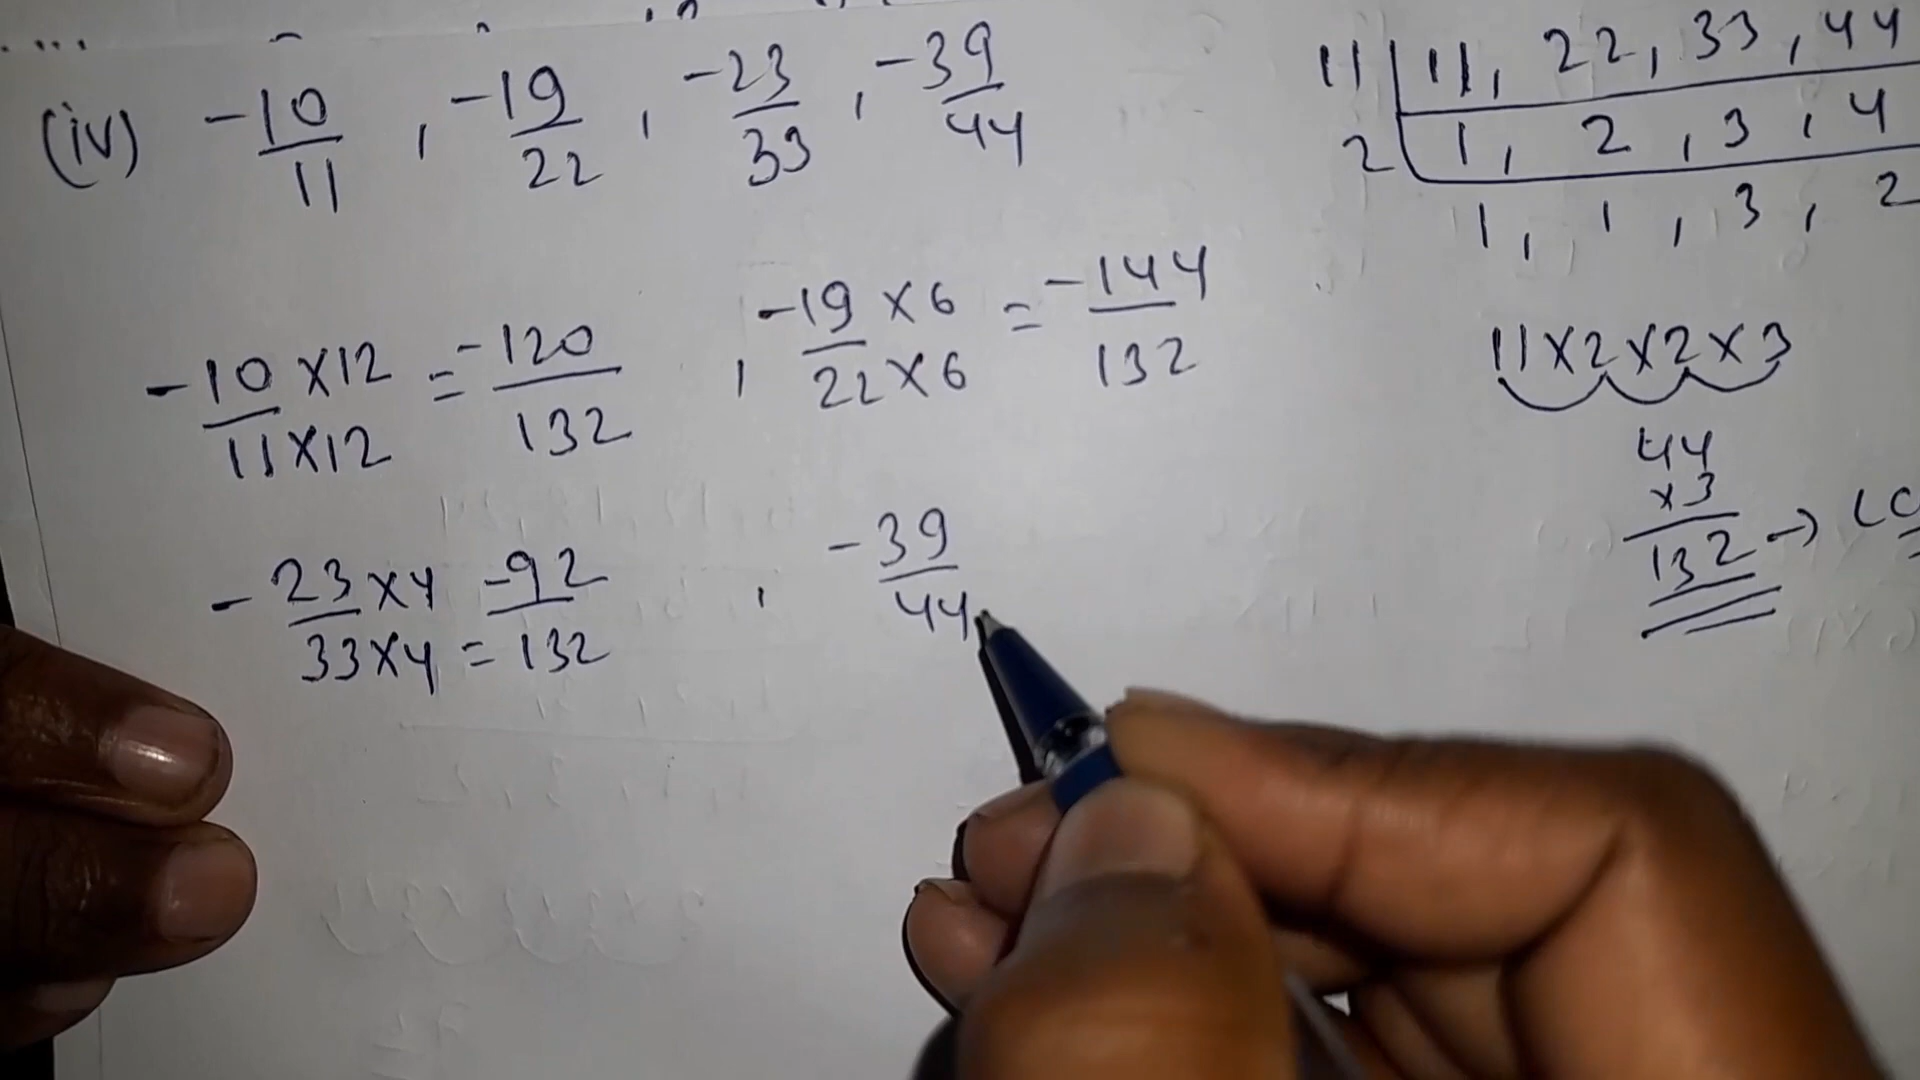 (iv) -10/11 , -19/22 , -23/33 , -39/44
11 | 11, 22, 33, 44
2 | 1, 2, 3, 4
1, 1, 3, 2
-10×12/11×12 = -120/132 , -19×6/22×6 = -144/132
11×2×2×3
44
×3
132 → LC
-23×4/33×4 = -92/132 , -39/44